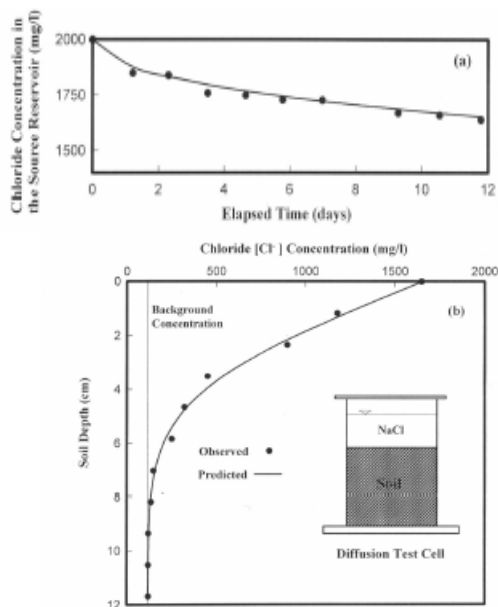 Chloride Concentration in
the Source Reservoir (mg/l)
2000
1750
1500
(a)
0 2 4 6 8 10 12
Elapsed Time (days)
Chloride [Cl⁻] Concentration (mg/l)
0 500 1000 1500 2000
0
2
4
6
8
10
12
Soil Depth (cm)
Background
Concentration
(b)
Observed
Predicted
NaCl
Soil
Diffusion Test Cell